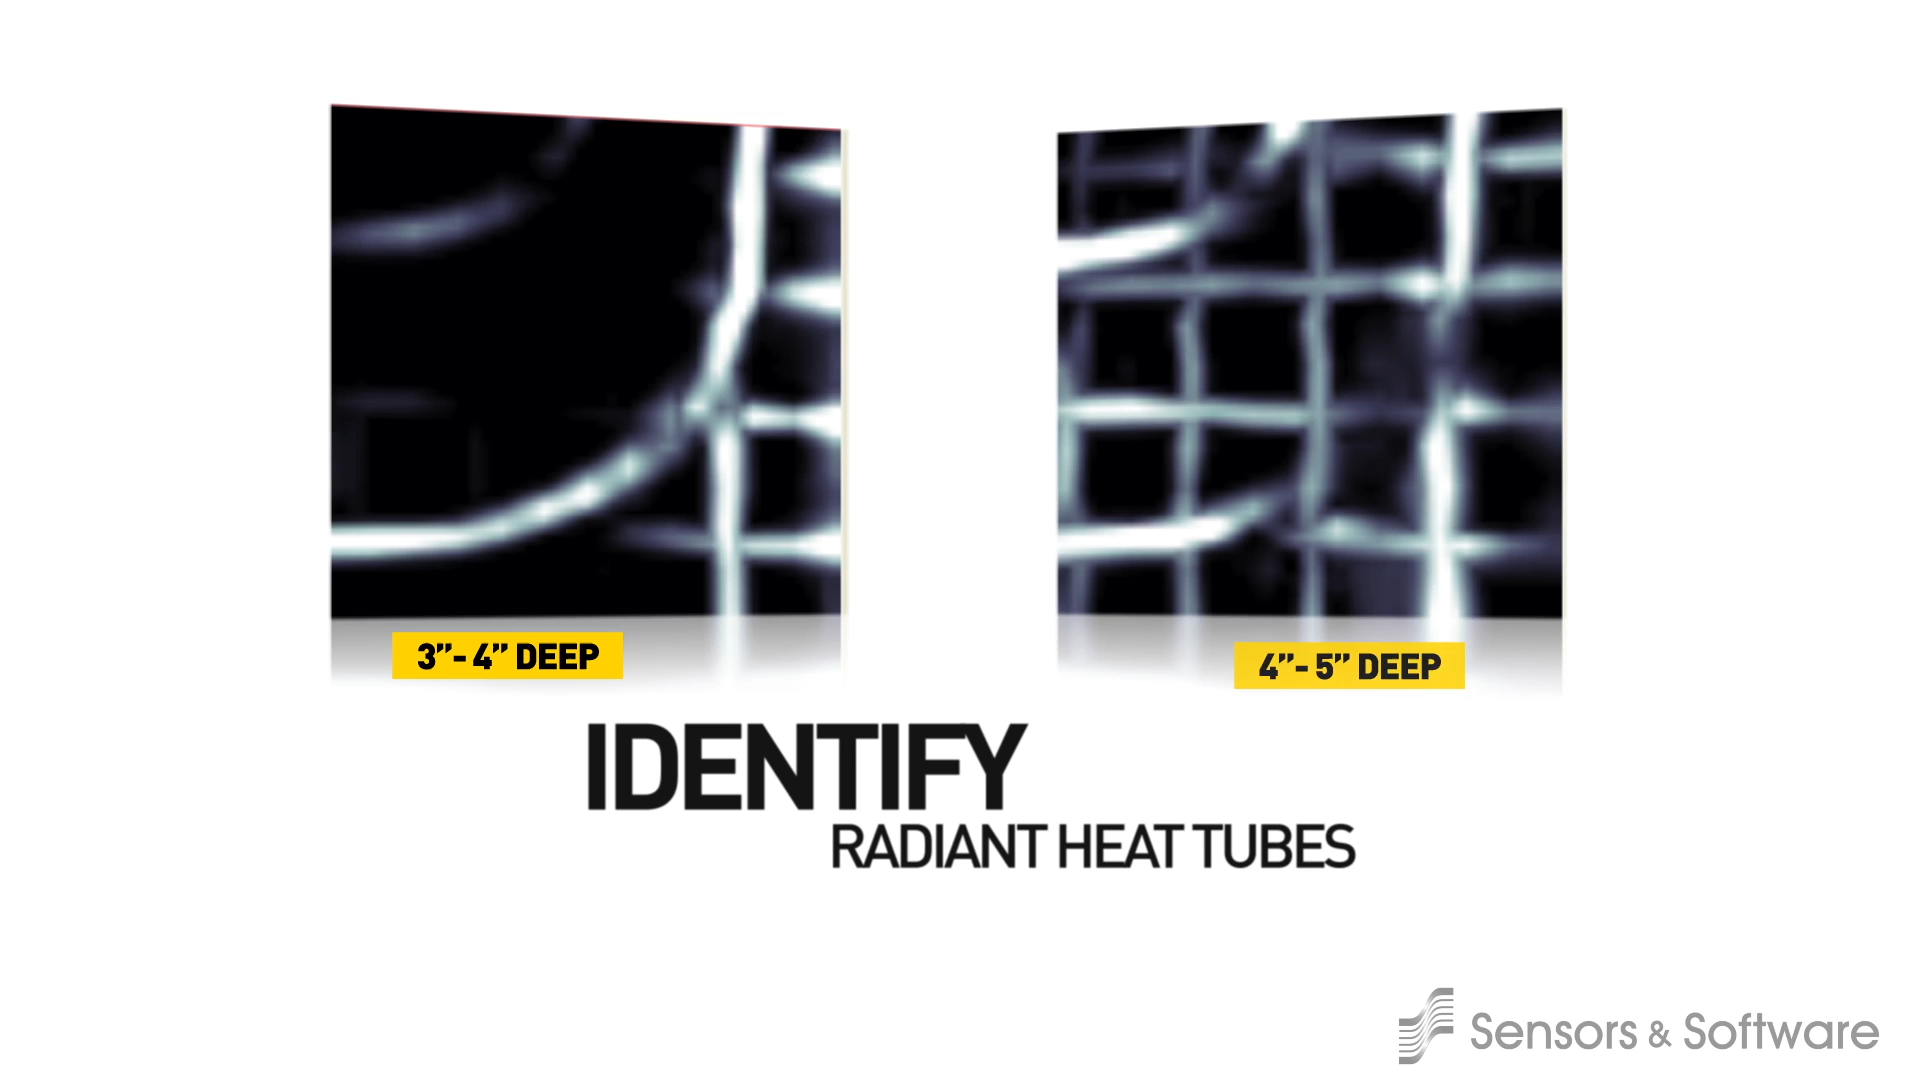 3”- 4” DEEP
4”- 5” DEEP
IDENTIFY
RADIANT HEAT TUBES
Sensors & Software